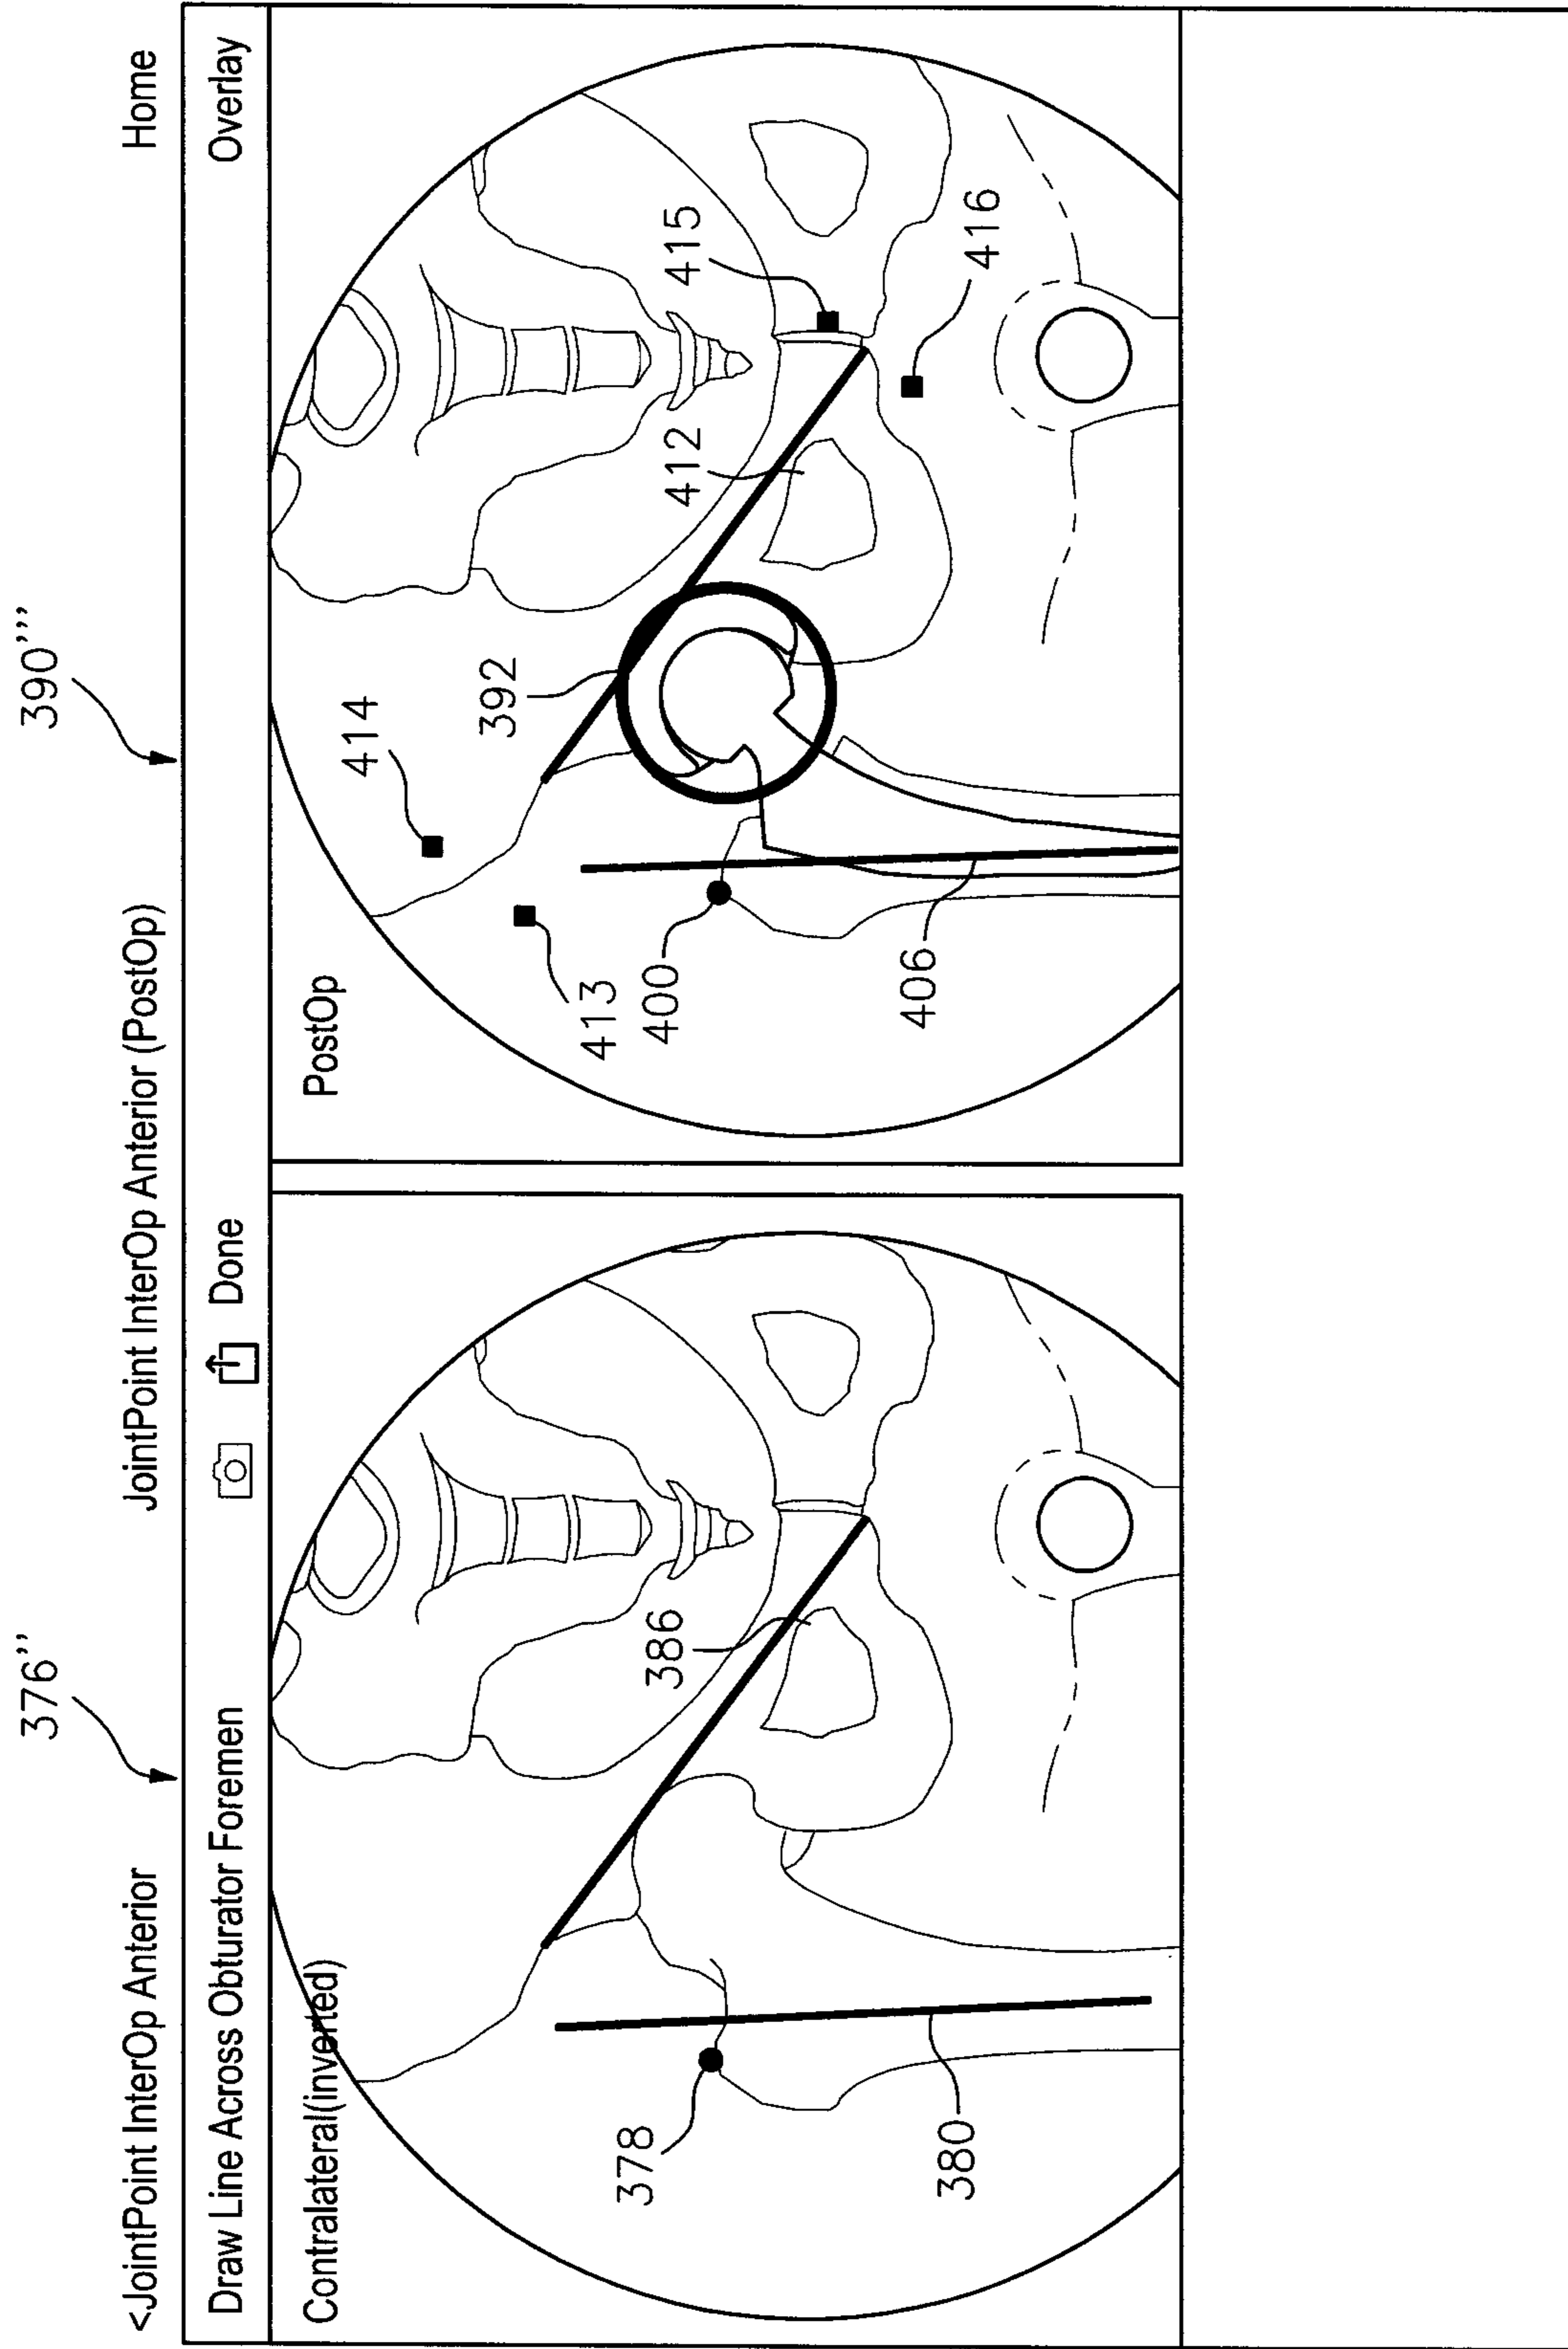 376’’
390’’’
<JointPoint InterOp Anterior
JointPoint InterOp Anterior (PostOp)
Home
Draw Line Across Obturator Foremen
Done
Overlay
Contralateral(inverted)
386
378
380
PostOp
414
392
412
415
416
413
400
406